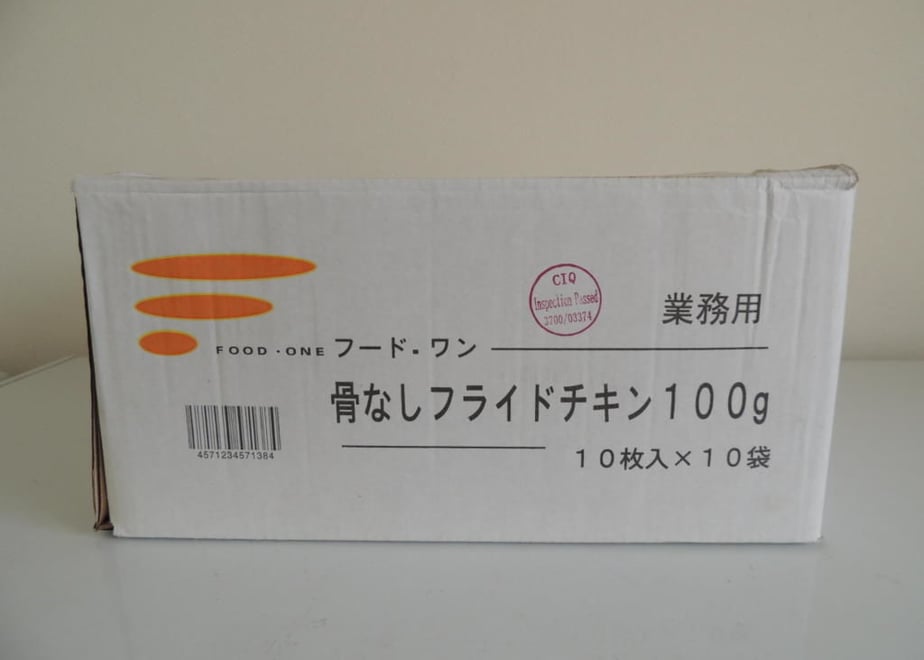 CIQ
Inspection Passed
3700/03374
業務用
FOOD・ONE フード・ワン
骨なしフライドチキン100g
10枚入×10袋
4571234571384